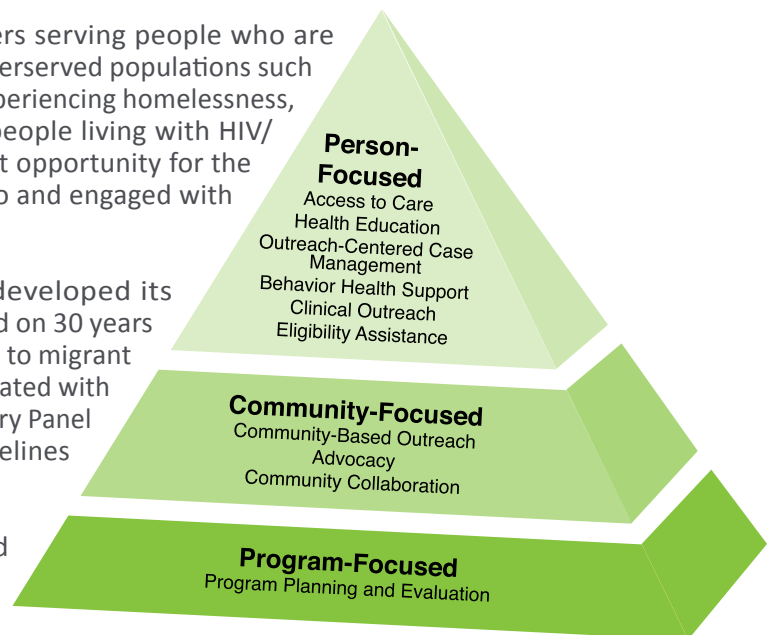 ers serving people who are
erserved populations such
periencing homelessness,
people living with HIV/
t opportunity for the
o and engaged with
developed its
d on 30 years
to migrant
ated with
ry Panel
elines
d
Person-
Focused
Access to Care
Health Education
Outreach-Centered Case
Management
Behavior Health Support
Clinical Outreach
Eligibility Assistance
Community-Focused
Community-Based Outreach
Advocacy
Community Collaboration
Program-Focused
Program Planning and Evaluation